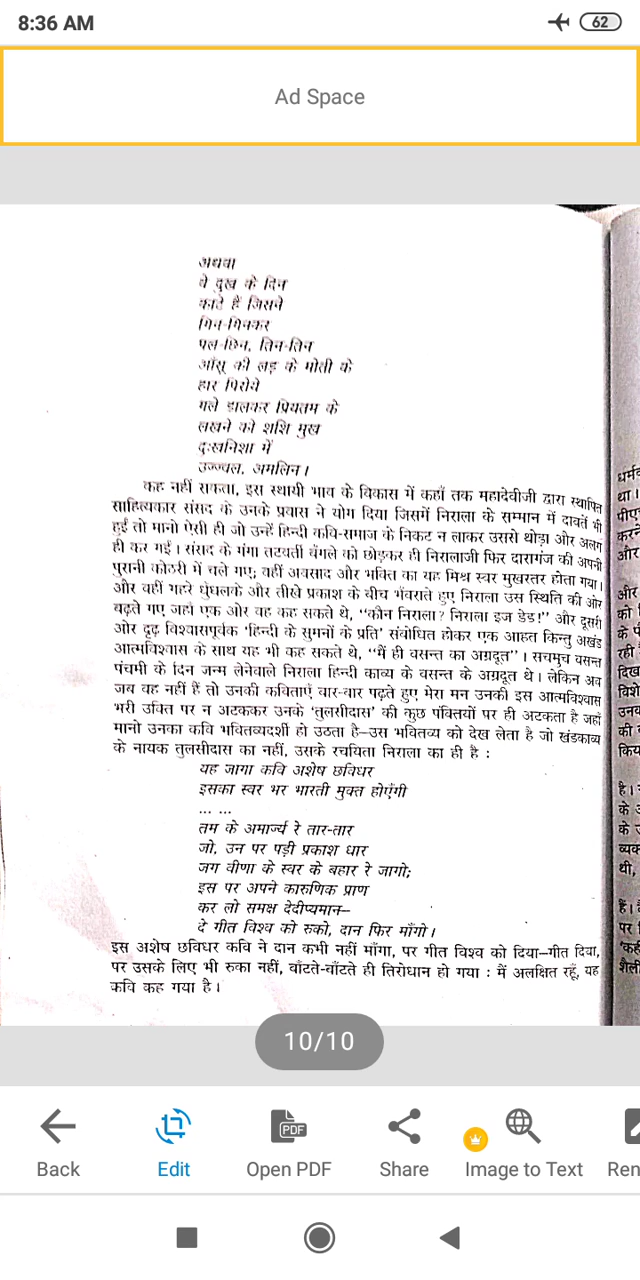 8:36 AM
62
Ad Space
अथवा
वे दुख के दिन
काटे हैं जिसने
गिन-गिनकर
पल-छिन, तिन-तिन
आँसू की लड़ के मोती के
हार पिरोये
गले डालकर प्रियतम के
लखने को शशि मुख
दुःखनिशा में
उज्ज्वल, अमलिन।
कह नहीं सकता, इस स्थायी भाव के विकास में कहाँ तक महादेवीजी द्वारा स्थापित
साहित्यकार संसद के उनके प्रवास ने योग दिया जिसमें निराला के सम्मान में दावतें भी
हुई तो मानो ऐसी ही जो उन्हें हिन्दी कवि-समाज के निकट न लाकर उससे थोड़ा और अलग
ही कर गई। संसद के गंगा तटवर्ती बंगले को छोड़कर ही निरालाजी फिर दारागंज की अपनी
पुरानी कोठरी में चले गए; वहीं अवसाद और भक्ति का यह मिश्र स्वर मुखरतर होता गया।
और वहीं गहरे धुंधलके और तीखे प्रकाश के बीच भँवराते हुए निराला उस स्थिति की ओर
बढ़ते गए जहां एक ओर वह कह सकते थे, “कौन निराला? निराला इज डेड!” और दूसरी
ओर दृढ़ विश्वासपूर्वक ‘हिन्दी के सुमनों के प्रति’ संबोधित होकर एक आहत किन्तु अखंड
आत्मविश्वास के साथ यह भी कह सकते थे, “मैं ही वसन्त का अग्रदूत”। सचमुच वसन्त
पंचमी के दिन जन्म लेनेवाले निराला हिन्दी काव्य के वसन्त के अग्रदूत थे। लेकिन अब
जब वह नहीं हैं तो उनकी कविताएँ बार-बार पढ़ते हुए मेरा मन उनकी इस आत्मविश्वास
भरी उक्ति पर न अटककर उनके ‘तुलसीदास’ की कुछ पंक्तियों पर ही अटकता है जहाँ
मानो उनका कवि भवितव्यदर्शी हो उठता है—उस भवितव्य को देख लेता है जो खंडकाव्य
के नायक तुलसीदास का नहीं, उसके रचयिता निराला का ही है :
यह जागा कवि अशेष छविधर
इसका स्वर भर भारती मुक्त होएँगी
... ...
तम के अमार्ज्य रे तार-तार
जो, उन पर पड़ी प्रकाश धार
जग वीणा के स्वर के बहार रे जागो;
इस पर अपने कारुणिक प्राण
कर लो समक्ष देदीप्यमान—
दे गीत विश्व को रुको, दान फिर माँगो।
इस अशेष छविधर कवि ने दान कभी नहीं माँगा, पर गीत विश्व को दिया—गीत दिया,
पर उसके लिए भी रुका नहीं, बाँटते-बाँटते ही तिरोधान हो गया : मैं अलक्षित रहूँ, यह
कवि कह गया है।
था।
और
और
को
के
रही
दिख
विशे
उनव
की
किय
है।
के
के
व्यक
थी,
हैं।
पर
शैली
10/10
Back
Edit
PDF
Open PDF
Share
Image to Text
Ren